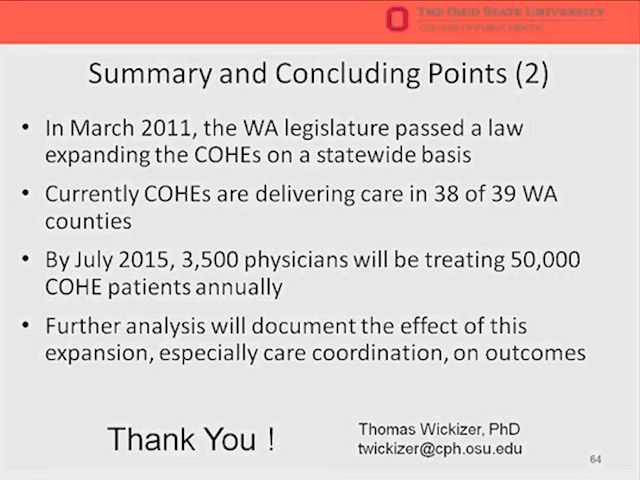 THE OHIO STATE UNIVERSITY
COLLEGE OF PUBLIC HEALTH
Summary and Concluding Points (2)
• In March 2011, the WA legislature passed a law
expanding the COHEs on a statewide basis
• Currently COHEs are delivering care in 38 of 39 WA
counties
• By July 2015, 3,500 physicians will be treating 50,000
COHE patients annually
• Further analysis will document the effect of this
expansion, especially care coordination, on outcomes
Thank You !
Thomas Wickizer, PhD
twickizer@cph.osu.edu
64